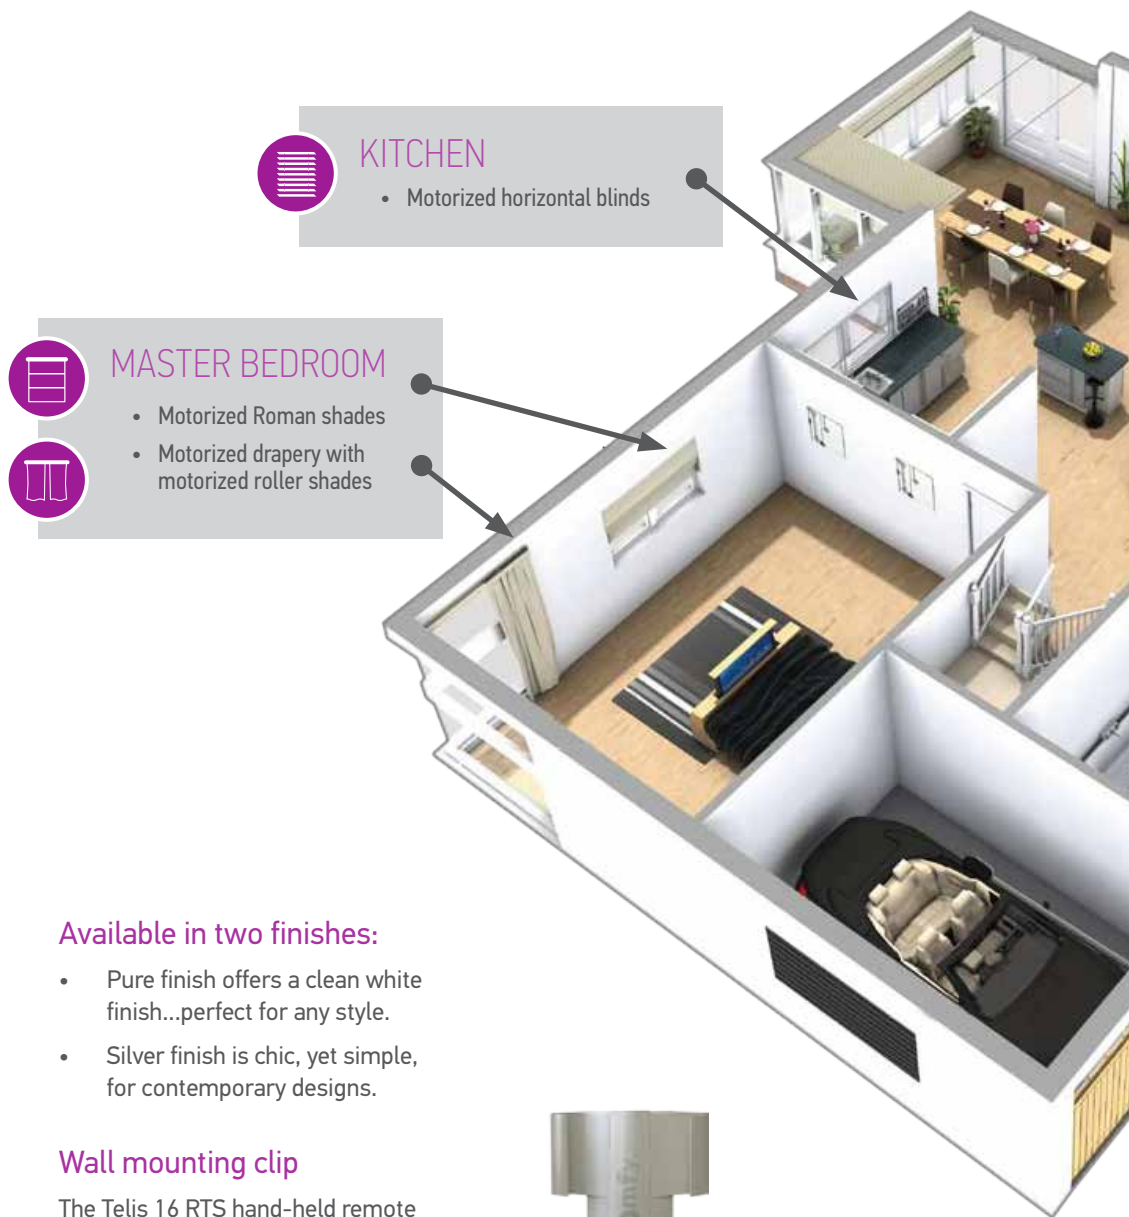 KITCHEN
• Motorized horizontal blinds
MASTER BEDROOM
• Motorized Roman shades
• Motorized drapery with
motorized roller shades
Available in two finishes:
• Pure finish offers a clean white
finish...perfect for any style.
• Silver finish is chic, yet simple,
for contemporary designs.
Wall mounting clip
The Telis 16 RTS hand-held remote